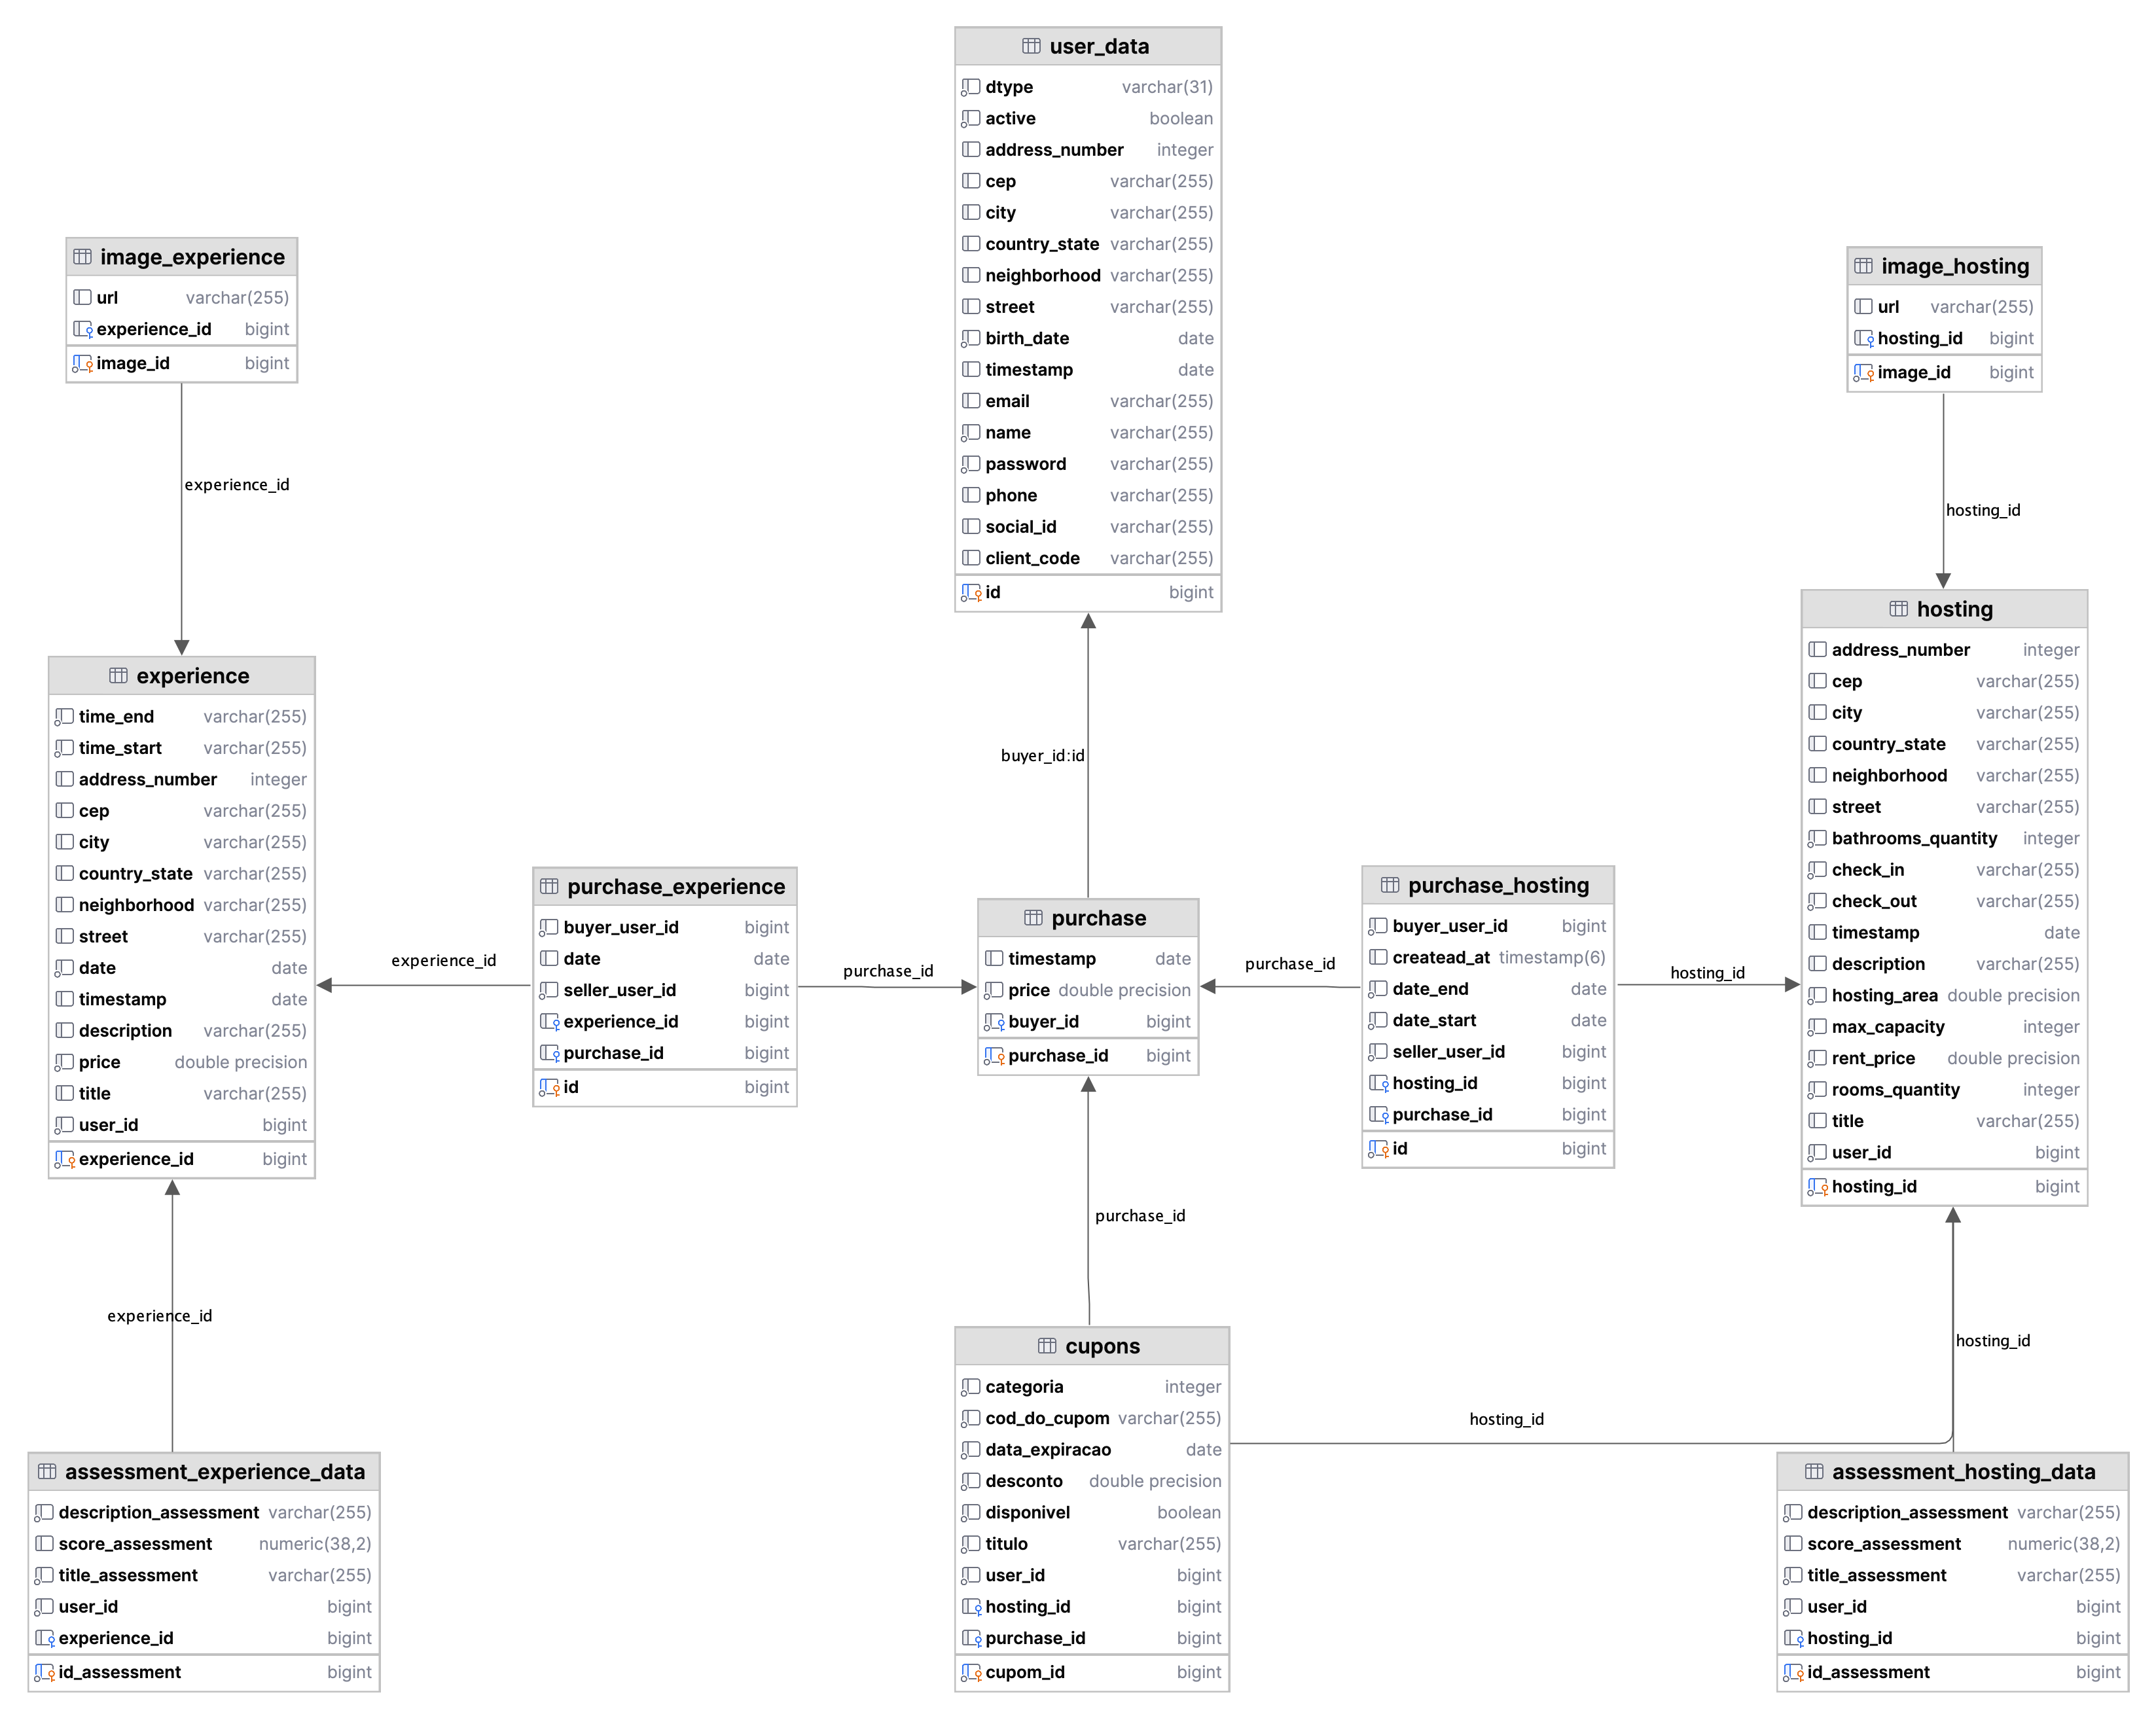 user_data
dtype varchar(31)
active boolean
address_number integer
cep varchar(255)
city varchar(255)
country_state varchar(255)
neighborhood varchar(255)
street varchar(255)
birth_date date
timestamp date
email varchar(255)
name varchar(255)
password varchar(255)
phone varchar(255)
social_id varchar(255)
client_code varchar(255)
id bigint
image_experience
url varchar(255)
experience_id bigint
image_id bigint
image_hosting
url varchar(255)
hosting_id bigint
image_id bigint
experience_id
hosting_id
experience
time_end varchar(255)
time_start varchar(255)
address_number integer
cep varchar(255)
city varchar(255)
country_state varchar(255)
neighborhood varchar(255)
street varchar(255)
date date
timestamp date
description varchar(255)
price double precision
title varchar(255)
user_id bigint
experience_id bigint
buyer_id:id
hosting
address_number integer
cep varchar(255)
city varchar(255)
country_state varchar(255)
neighborhood varchar(255)
street varchar(255)
bathrooms_quantity integer
check_in varchar(255)
check_out varchar(255)
timestamp date
description varchar(255)
hosting_area double precision
max_capacity integer
rent_price double precision
rooms_quantity integer
title varchar(255)
user_id bigint
hosting_id bigint
experience_id
purchase_experience
buyer_user_id bigint
date date
seller_user_id bigint
experience_id bigint
purchase_id bigint
id bigint
purchase_id
purchase
timestamp date
price double precision
buyer_id bigint
purchase_id bigint
purchase_id
purchase_hosting
buyer_user_id bigint
createad_at timestamp(6)
date_end date
date_start date
seller_user_id bigint
hosting_id bigint
purchase_id bigint
id bigint
hosting_id
purchase_id
experience_id
hosting_id
hosting_id
cupons
categoria integer
cod_do_cupom varchar(255)
data_expiracao date
desconto double precision
disponivel boolean
titulo varchar(255)
user_id bigint
hosting_id bigint
purchase_id bigint
cupom_id bigint
assessment_experience_data
description_assessment varchar(255)
score_assessment numeric(38,2)
title_assessment varchar(255)
user_id bigint
experience_id bigint
id_assessment bigint
assessment_hosting_data
description_assessment varchar(255)
score_assessment numeric(38,2)
title_assessment varchar(255)
user_id bigint
hosting_id bigint
id_assessment bigint